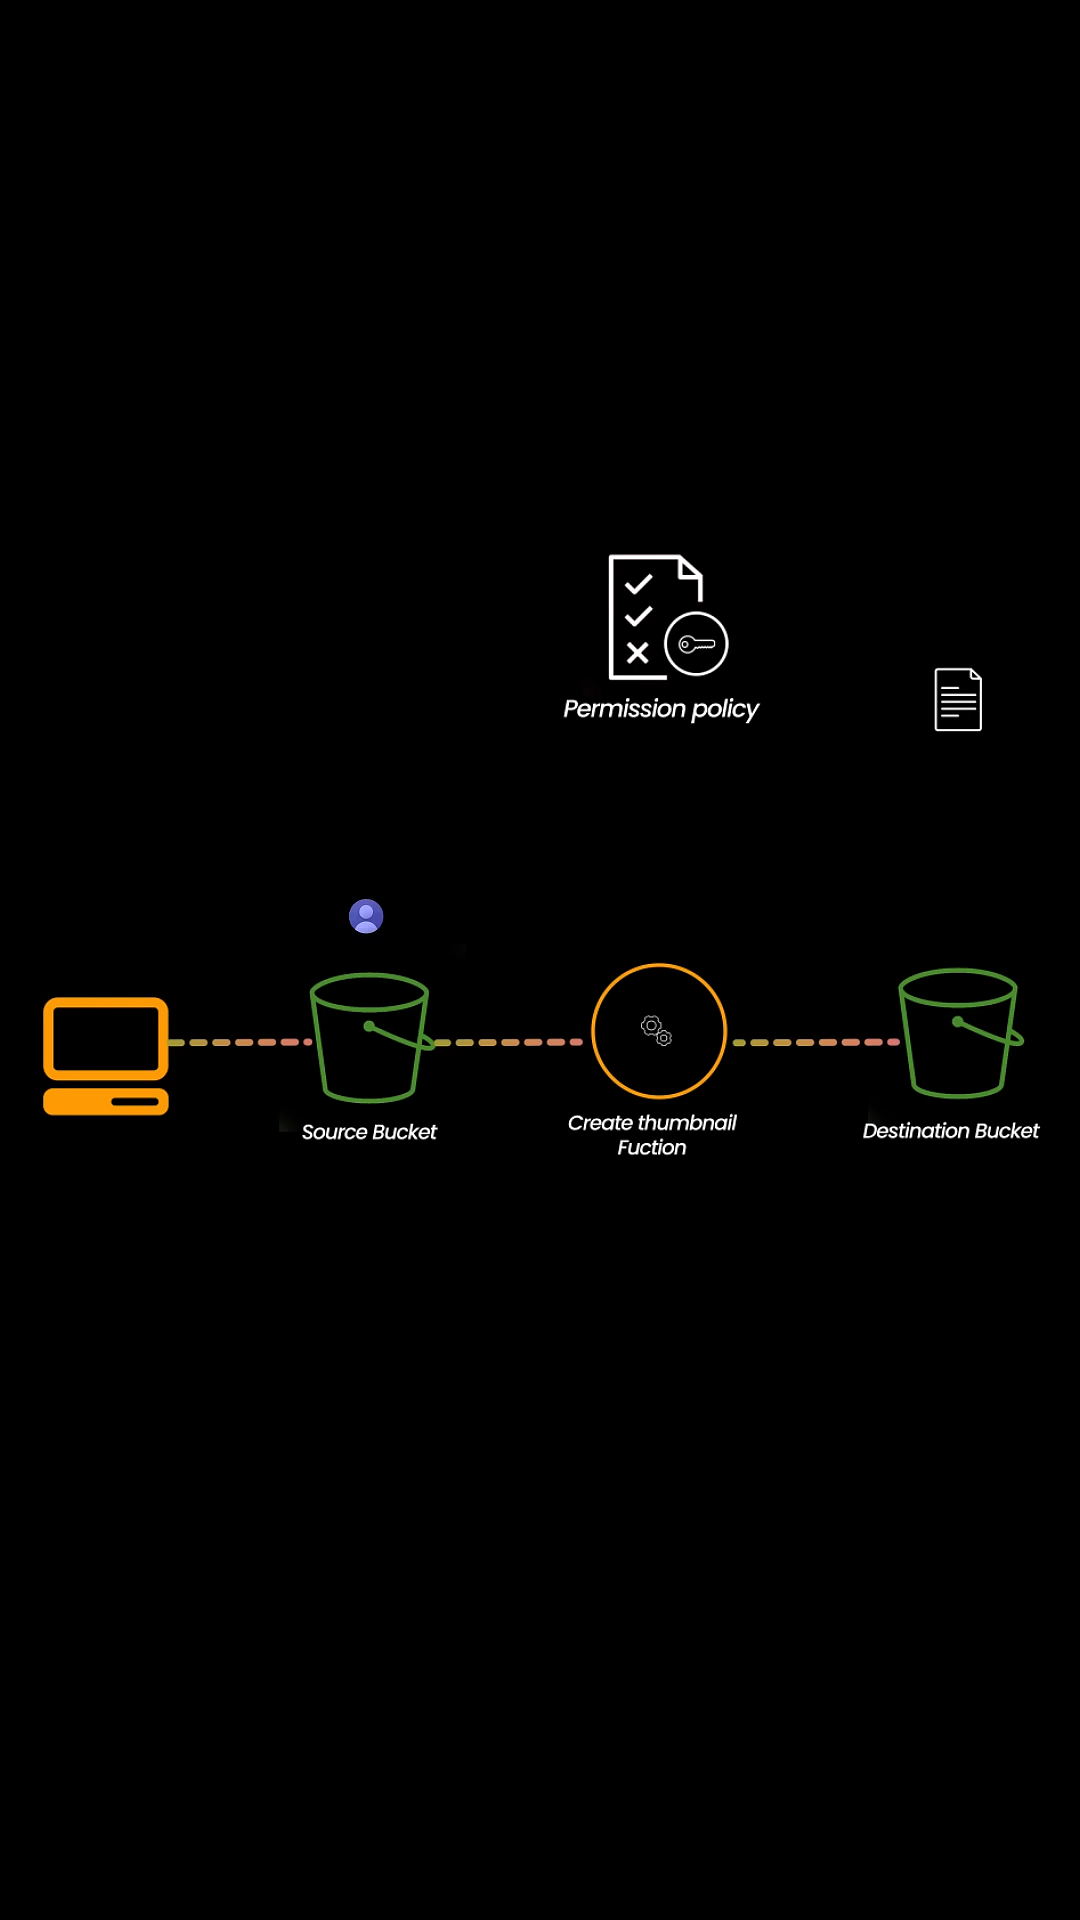 Permission policy
Source Bucket
Create thumbnail
Fuction
Destination Bucket